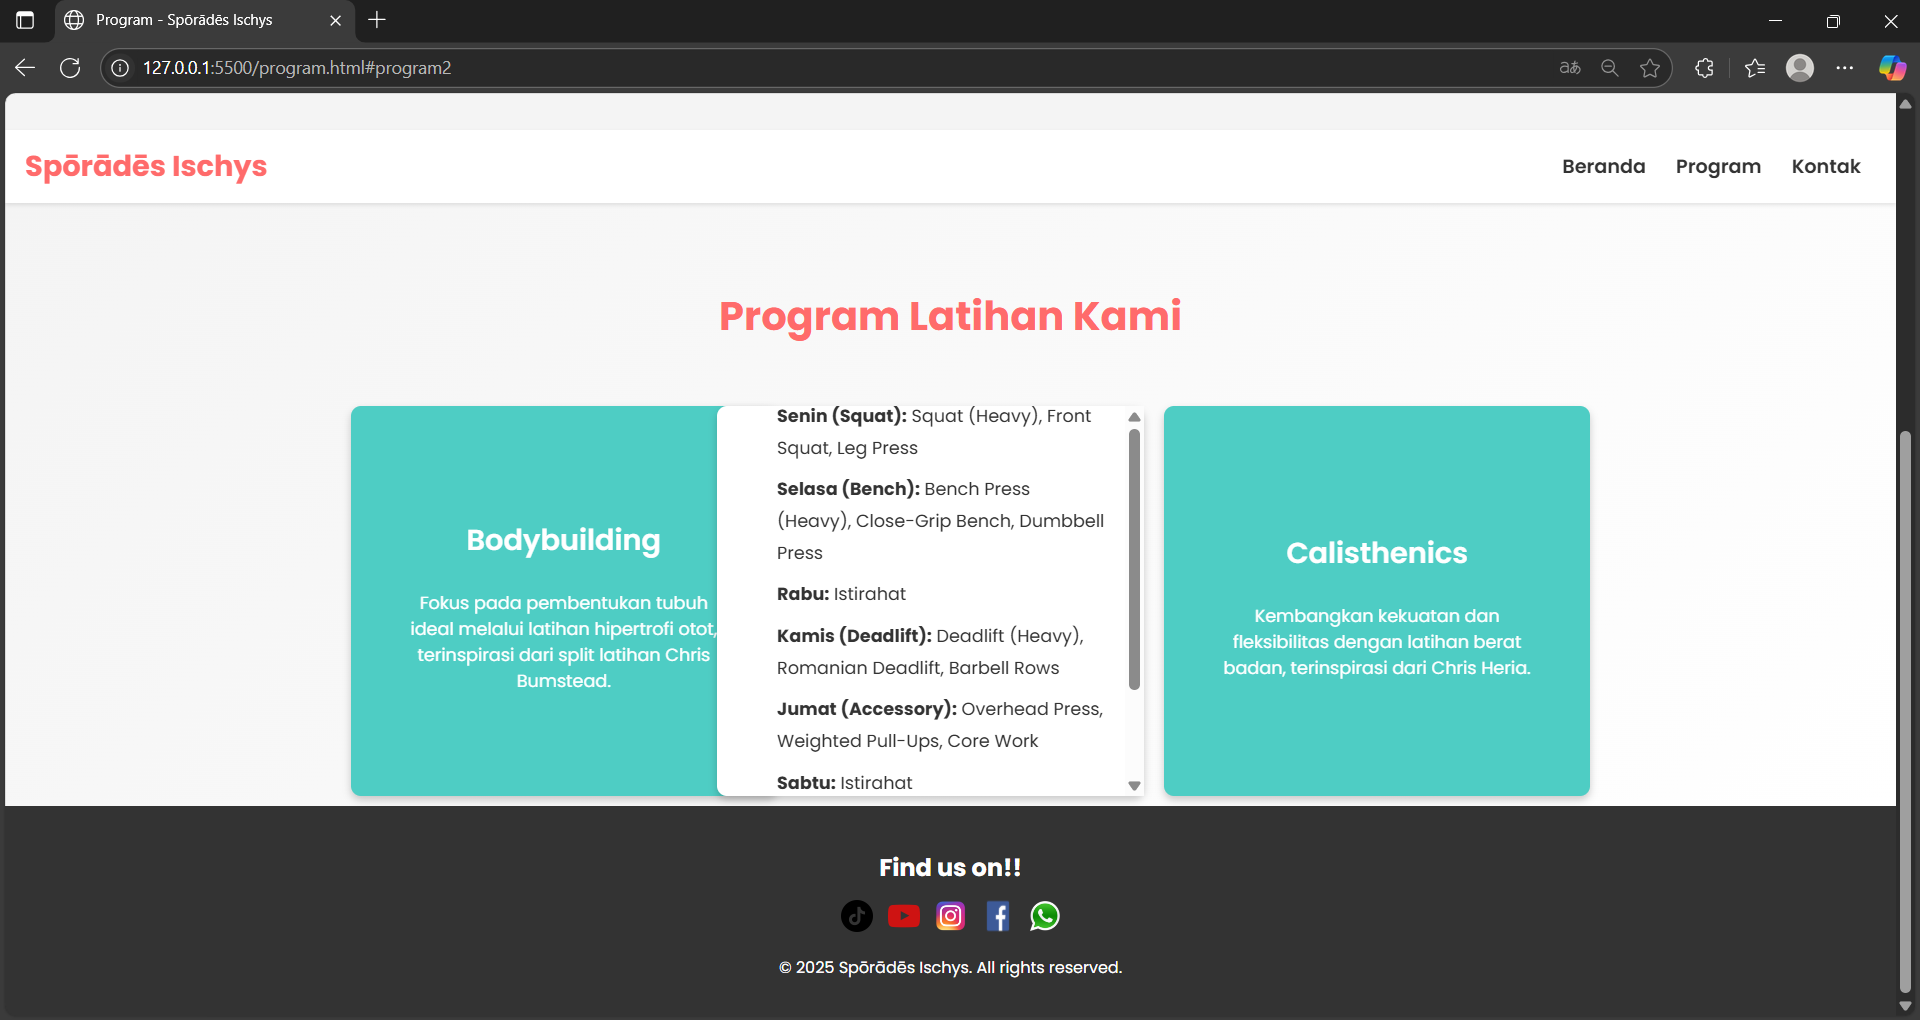 Program - Spōrādēs Ischys
127.0.0.1:5500/program.html#program2
Spōrādēs Ischys
Beranda
Program
Kontak
Program Latihan Kami
Bodybuilding
Fokus pada pembentukan tubuh
ideal melalui latihan hipertrofi otot,
terinspirasi dari split latihan Chris
Bumstead.
Senin (Squat): Squat (Heavy), Front
Squat, Leg Press
Selasa (Bench): Bench Press
(Heavy), Close-Grip Bench, Dumbbell
Press
Rabu: Istirahat
Kamis (Deadlift): Deadlift (Heavy),
Romanian Deadlift, Barbell Rows
Jumat (Accessory): Overhead Press,
Weighted Pull-Ups, Core Work
Sabtu: Istirahat
Calisthenics
Kembangkan kekuatan dan
fleksibilitas dengan latihan berat
badan, terinspirasi dari Chris Heria.
Find us on!!
© 2025 Spōrādēs Ischys. All rights reserved.